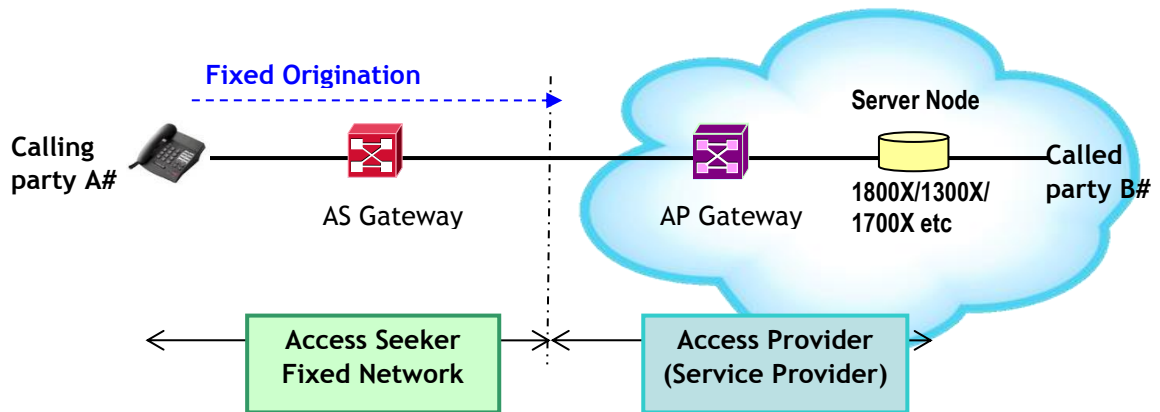 Fixed Origination
Server Node
Calling
party A#
Called
party B#
AS Gateway
AP Gateway
1800X/1300X/
1700X etc
Access Seeker
Fixed Network
Access Provider
(Service Provider)